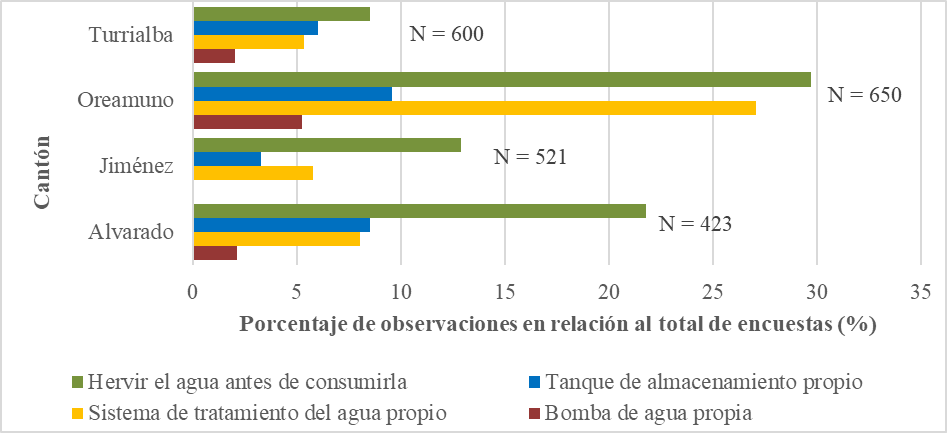 Turrialba
N = 600
Oreamuno
N = 650
Jiménez
N = 521
Alvarado
N = 423
Cantón
0 5 10 15 20 25 30 35
Porcentaje de observaciones en relación al total de encuestas (%)
Hervir el agua antes de consumirla
Tanque de almacenamiento propio
Sistema de tratamiento del agua propio
Bomba de agua propia